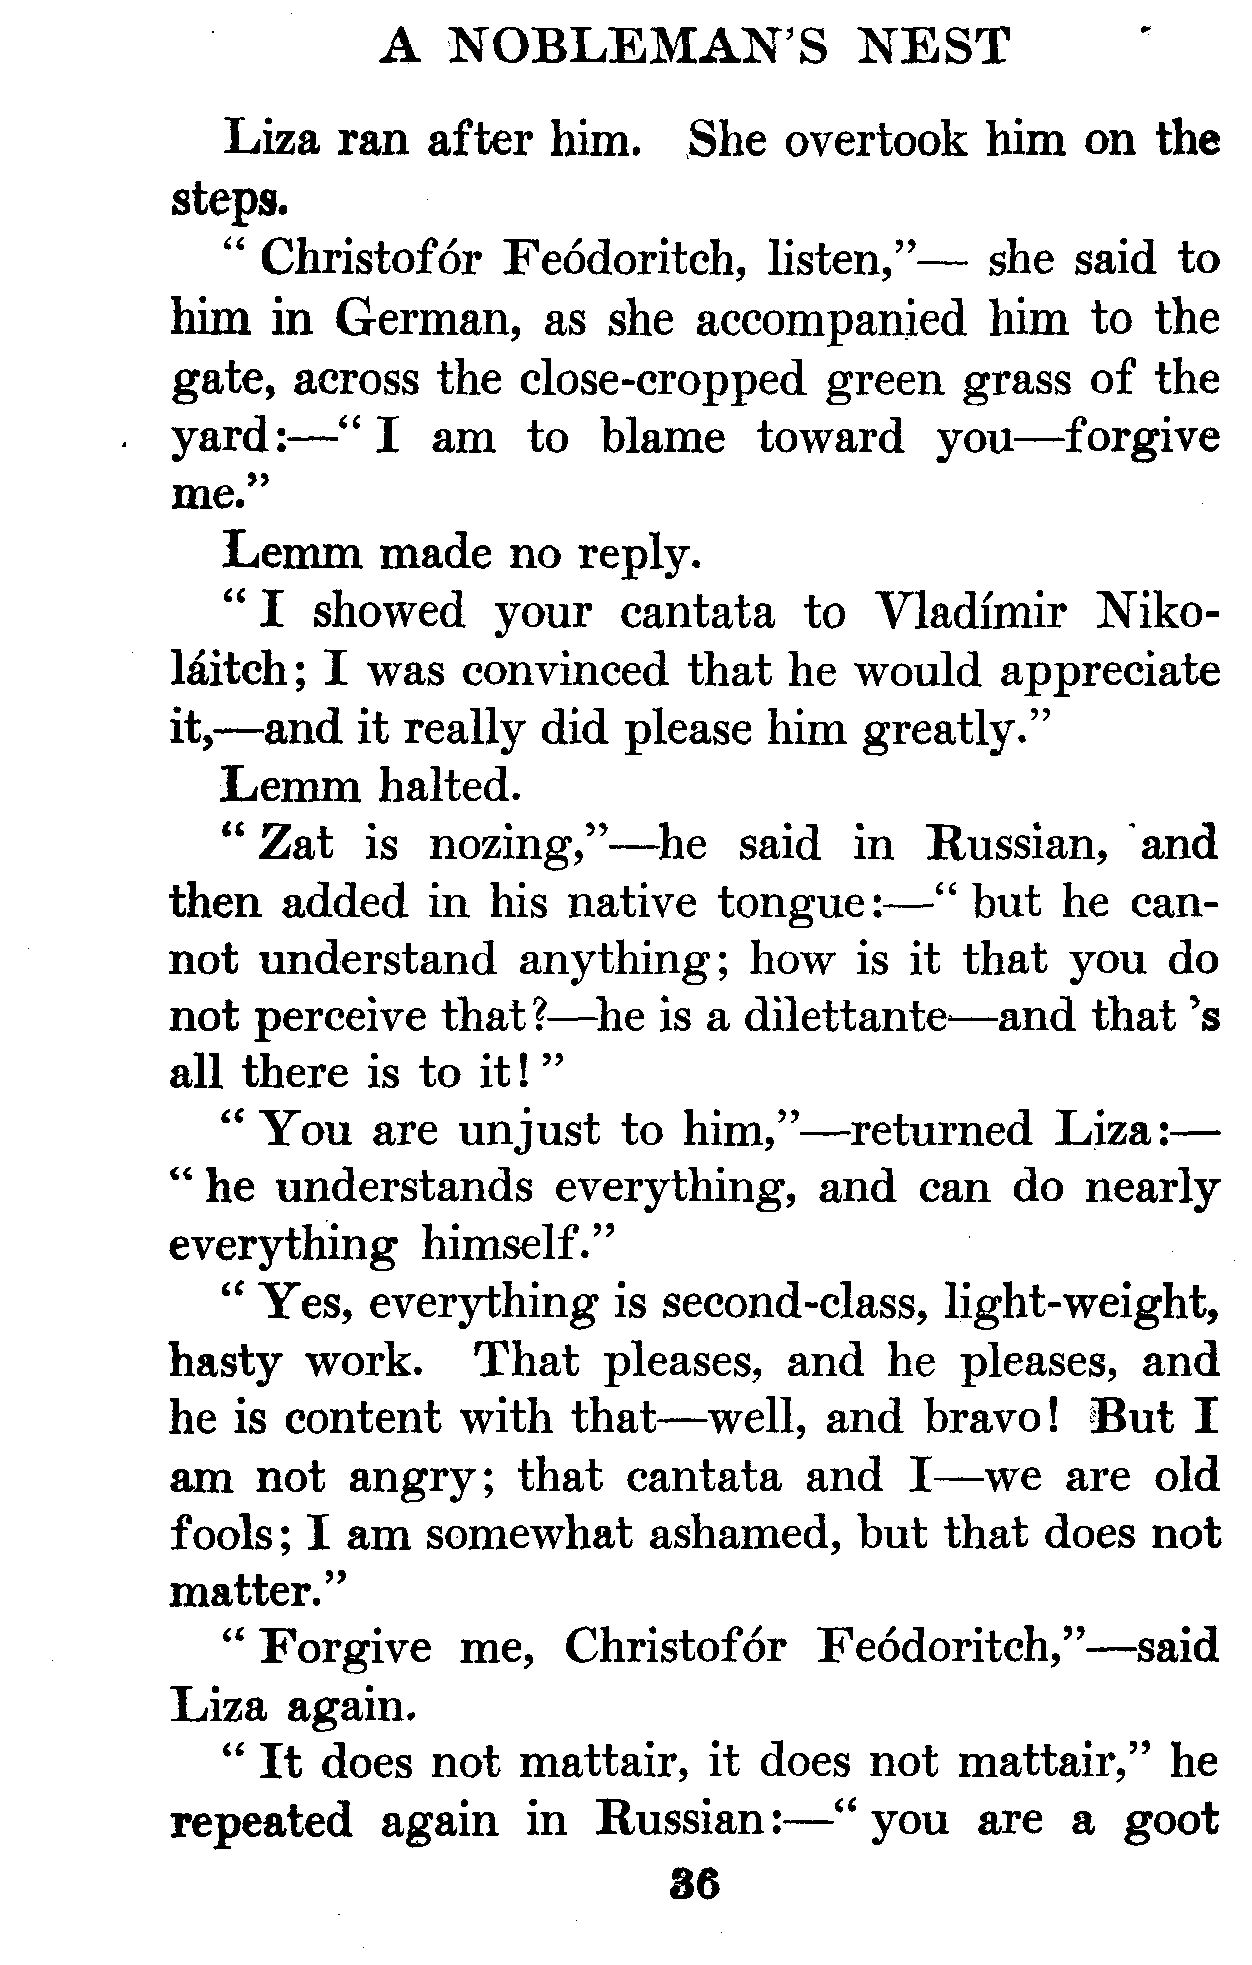 A NOBLEMAN'S NEST
Liza ran after him. She overtook him on the
steps.
" Christofór Feódoritch, listen,"— she said to
him in German, as she accompanied him to the
gate, across the close-cropped green grass of the
yard:—" I am to blame toward you—forgive
me."
Lemm made no reply.
" I showed your cantata to Vladímir Niko-
láitch; I was convinced that he would appreciate
it,—and it really did please him greatly."
Lemm halted.
" Zat is nozing,"—he said in Russian, and
then added in his native tongue:—" but he can-
not understand anything; how is it that you do
not perceive that?—he is a dilettante—and that 's
all there is to it! "
" You are unjust to him,"—returned Liza:—
" he understands everything, and can do nearly
everything himself."
" Yes, everything is second-class, light-weight,
hasty work. That pleases, and he pleases, and
he is content with that—well, and bravo! But I
am not angry; that cantata and I—we are old
fools; I am somewhat ashamed, but that does not
matter."
" Forgive me, Christofór Feódoritch,"—said
Liza again.
" It does not mattair, it does not mattair," he
repeated again in Russian:—" you are a goot
36